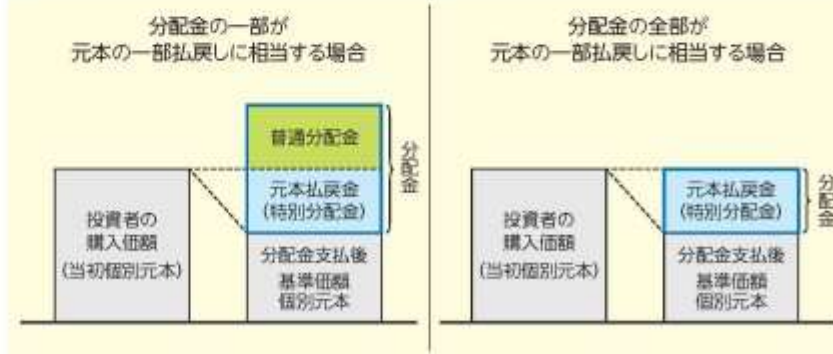 分配金の一部が
元本の一部払戻しに相当する場合
普通分配金
元本払戻金
(特別分配金)
分配金
投資者の
購入価額
(当初個別元本)
分配金支払後
基準価額
個別元本
分配金の全部が
元本の一部払戻しに相当する場合
元本払戻金
(特別分配金)
分配金
投資者の
購入価額
(当初個別元本)
分配金支払後
基準価額
個別元本